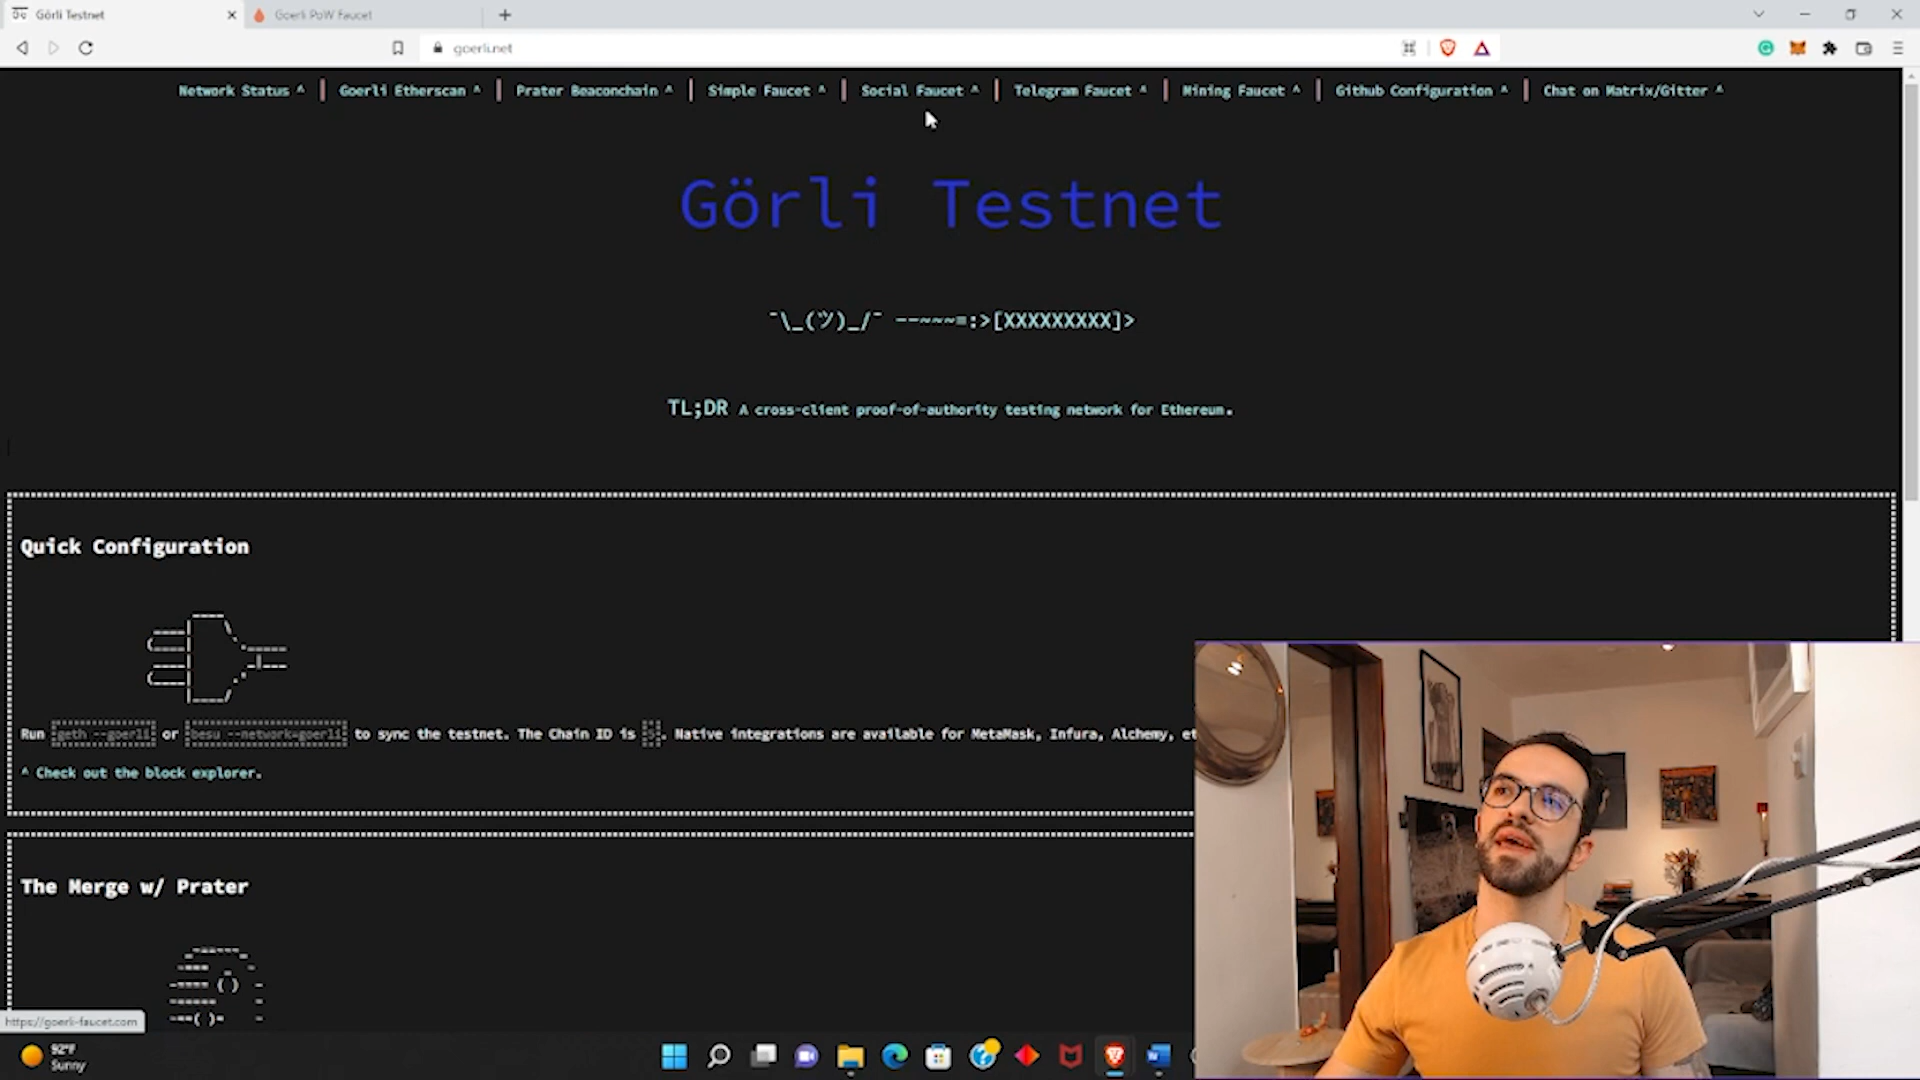 Görli Testnet
Goerli PoW Faucet
goerli.net
Network Status ^ | Goerli Etherscan ^ | Prater Beaconchain ^ | Simple Faucet ^ | Social Faucet ^ | Telegram Faucet ^ | Mining Faucet ^ | Github Configuration ^ | Chat on Matrix/Gitter ^
Görli Testnet
¯\_(ツ)_/¯ --~~~=:>[XXXXXXXXX]>
TL;DR A cross-client proof-of-authority testing network for Ethereum.
Quick Configuration
Run geth --goerli or besu --network=goerli to sync the testnet. The Chain ID is 5. Native integrations are available for MetaMask, Infura, Alchemy, et
^ Check out the block explorer.
The Merge w/ Prater
https://goerli-faucet.com
92°F
Sunny